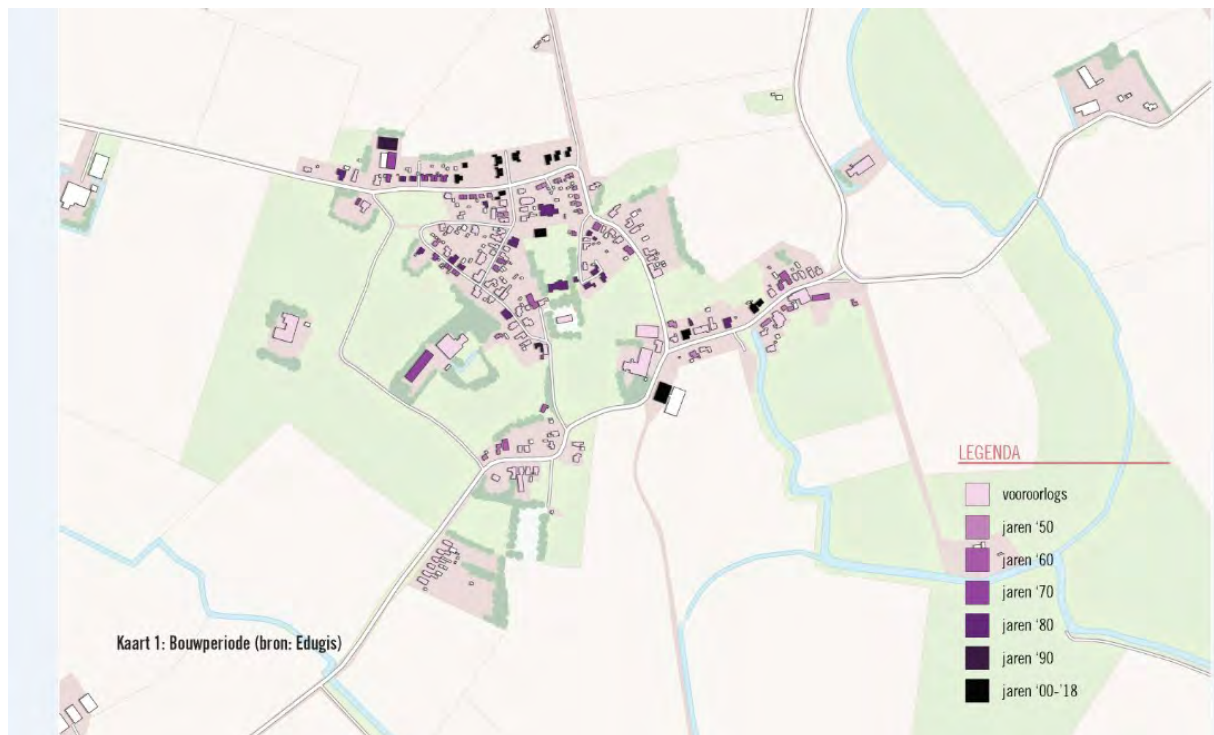 LEGENDA
vooroorlogs
jaren ‘50
jaren ‘60
jaren ‘70
jaren ‘80
jaren ‘90
jaren ‘00-’18
Kaart 1: Bouwperiode (bron: Edugis)